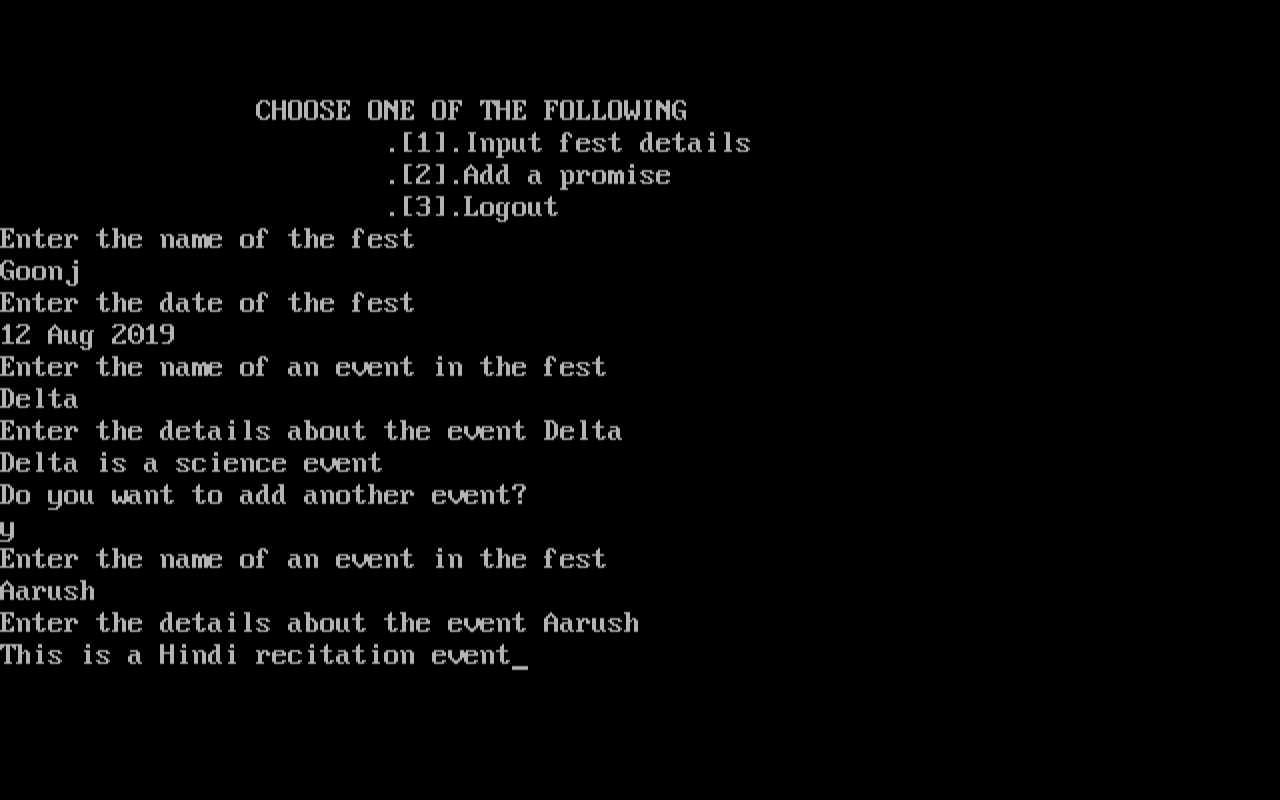 CHOOSE ONE OF THE FOLLOWING
.[1].Input fest details
.[2].Add a promise
.[3].Logout
Enter the name of the fest
Goonj
Enter the date of the fest
12 Aug 2019
Enter the name of an event in the fest
Delta
Enter the details about the event Delta
Delta is a science event
Do you want to add another event?
y
Enter the name of an event in the fest
Aarush
Enter the details about the event Aarush
This is a Hindi recitation event_